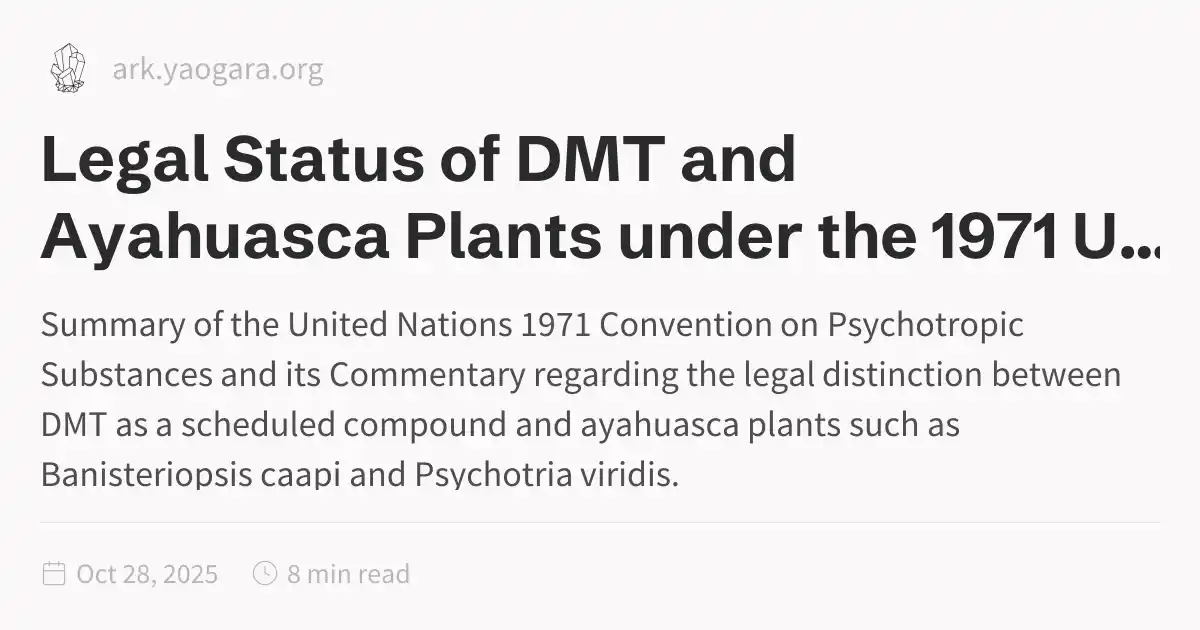 ark.yaogara.org
Legal Status of DMT and
Ayahuasca Plants under the 1971 U...
Summary of the United Nations 1971 Convention on Psychotropic
Substances and its Commentary regarding the legal distinction between
DMT as a scheduled compound and ayahuasca plants such as
Banisteriopsis caapi and Psychotria viridis.
Oct 28, 2025 8 min read